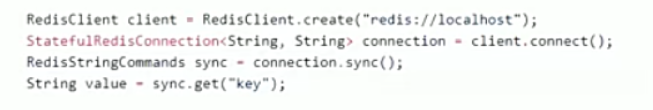 RedisClient client = RedisClient.create("redis://localhost");
StatefulRedisConnection<String, String> connection = client.connect();
RedisStringCommands sync = connection.sync();
String value = sync.get("key");